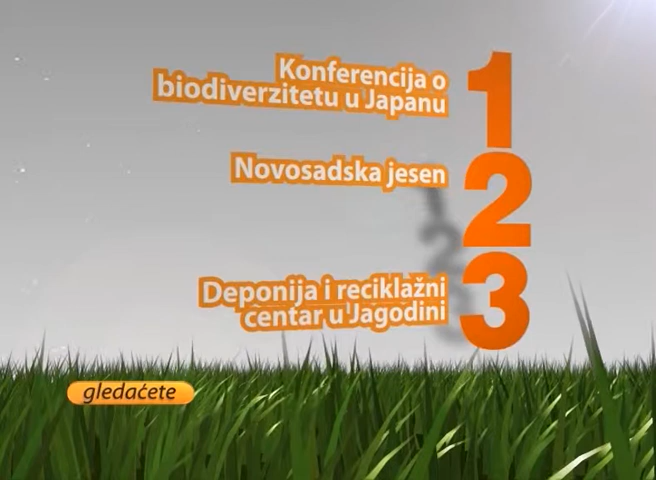 Konferencija o
biodiverzitetu u Japanu
1
Novosadska jesen
2
Deponija i reciklažni
centar u Jagodini
3
gledaćete